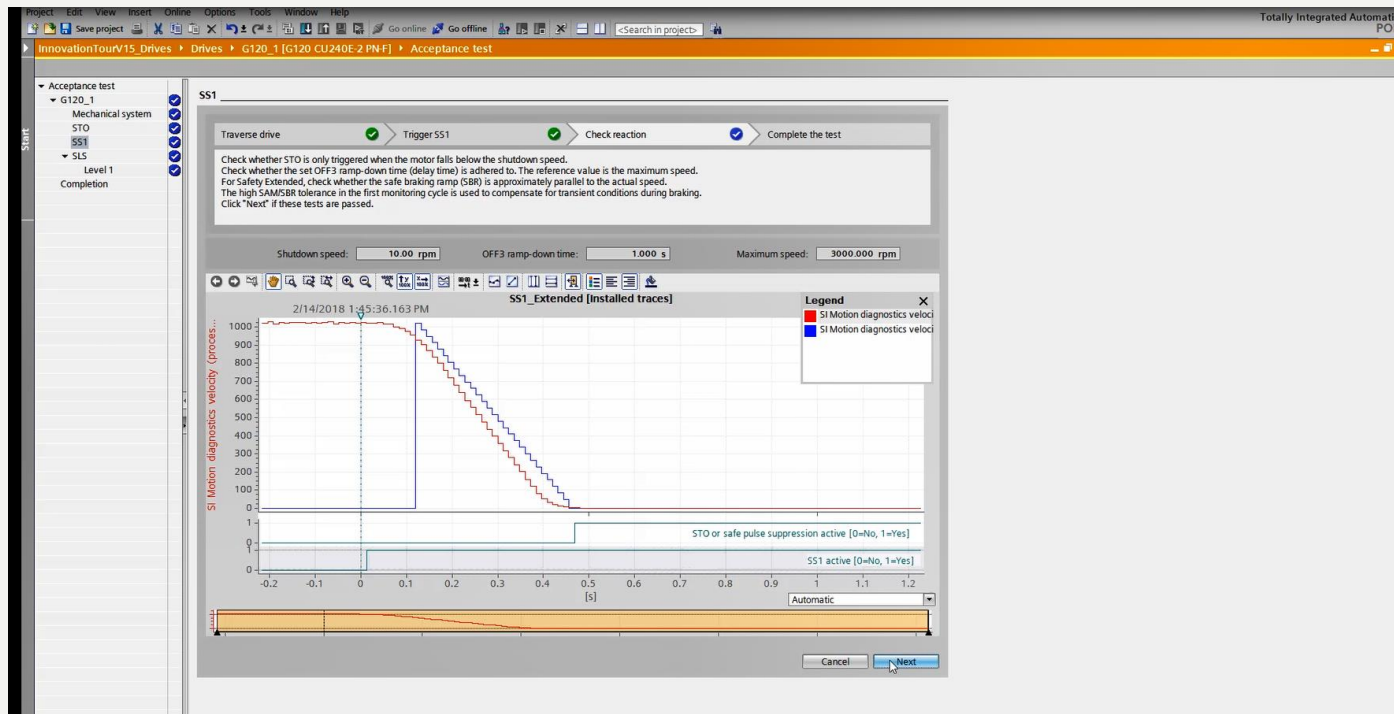 Project Edit View Insert Online Options Tools Window Help
Totally Integrated Automati
PO
Save project Go online Go offline <Search in project>
InnovationTourV15_Drives Drives G120_1 [G120 CU240E-2 PN-F] Acceptance test
Start
Acceptance test
G120_1
Mechanical system
STO
SS1
SLS
Level 1
Completion
SS1
Traverse drive Trigger SS1 Check reaction Complete the test
Check whether STO is only triggered when the motor falls below the shutdown speed.
Check whether the set OFF3 ramp-down time (delay time) is adhered to. The reference value is the maximum speed.
For Safety Extended, check whether the safe braking ramp (SBR) is approximately parallel to the actual speed.
The high SAM/SBR tolerance in the first monitoring cycle is used to compensate for transient conditions during braking.
Click "Next" if these tests are passed.
Shutdown speed: 10.00 rpm OFF3 ramp-down time: 1.000 s Maximum speed: 3000.000 rpm
SS1_Extended [Installed traces]
2/14/2018 1:45:36.163 PM
Legend X
SI Motion diagnostics veloci
SI Motion diagnostics veloci
SI Motion diagnostics velocity (proces...
1000
900
800
700
600
500
400
300
200
100
0
1
0
STO or safe pulse suppression active [0=No, 1=Yes]
1
0
SS1 active [0=No, 1=Yes]
-0.2 -0.1 0 0.1 0.2 0.3 0.4 0.5 0.6 0.7 0.8 0.9 1 1.1 1.2
[s]
Automatic
Cancel Next